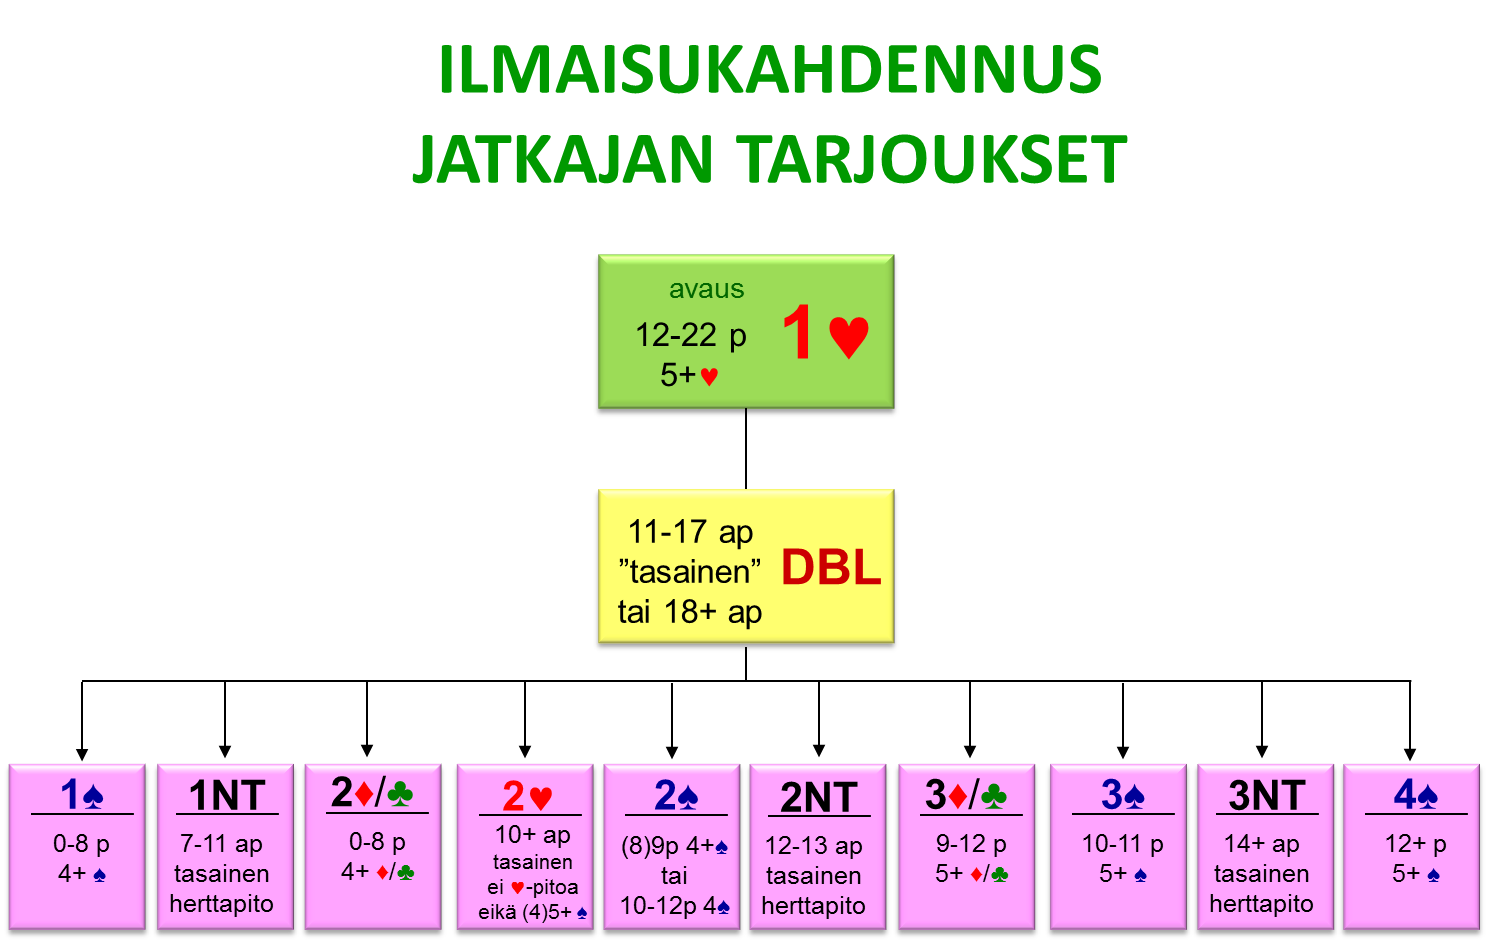 ILMAISUKAHDENNUS
JATKAJAN TARJOUKSET
avaus
12-22 p
5+♥
1♥
11-17 ap
”tasainen”
tai 18+ ap
DBL
1♠
0-8 p
4+ ♠
1NT
7-11 ap
tasainen
herttapito
2♦/♣
0-8 p
4+ ♦/♣
2♥
10+ ap
tasainen
ei ♥-pitoa
eikä (4)5+ ♠
2♠
(8)9p 4+♠
tai
10-12p 4♠
2NT
12-13 ap
tasainen
herttapito
3♦/♣
9-12 p
5+ ♦/♣
3♠
10-11 p
5+ ♠
3NT
14+ ap
tasainen
herttapito
4♠
12+ p
5+ ♠